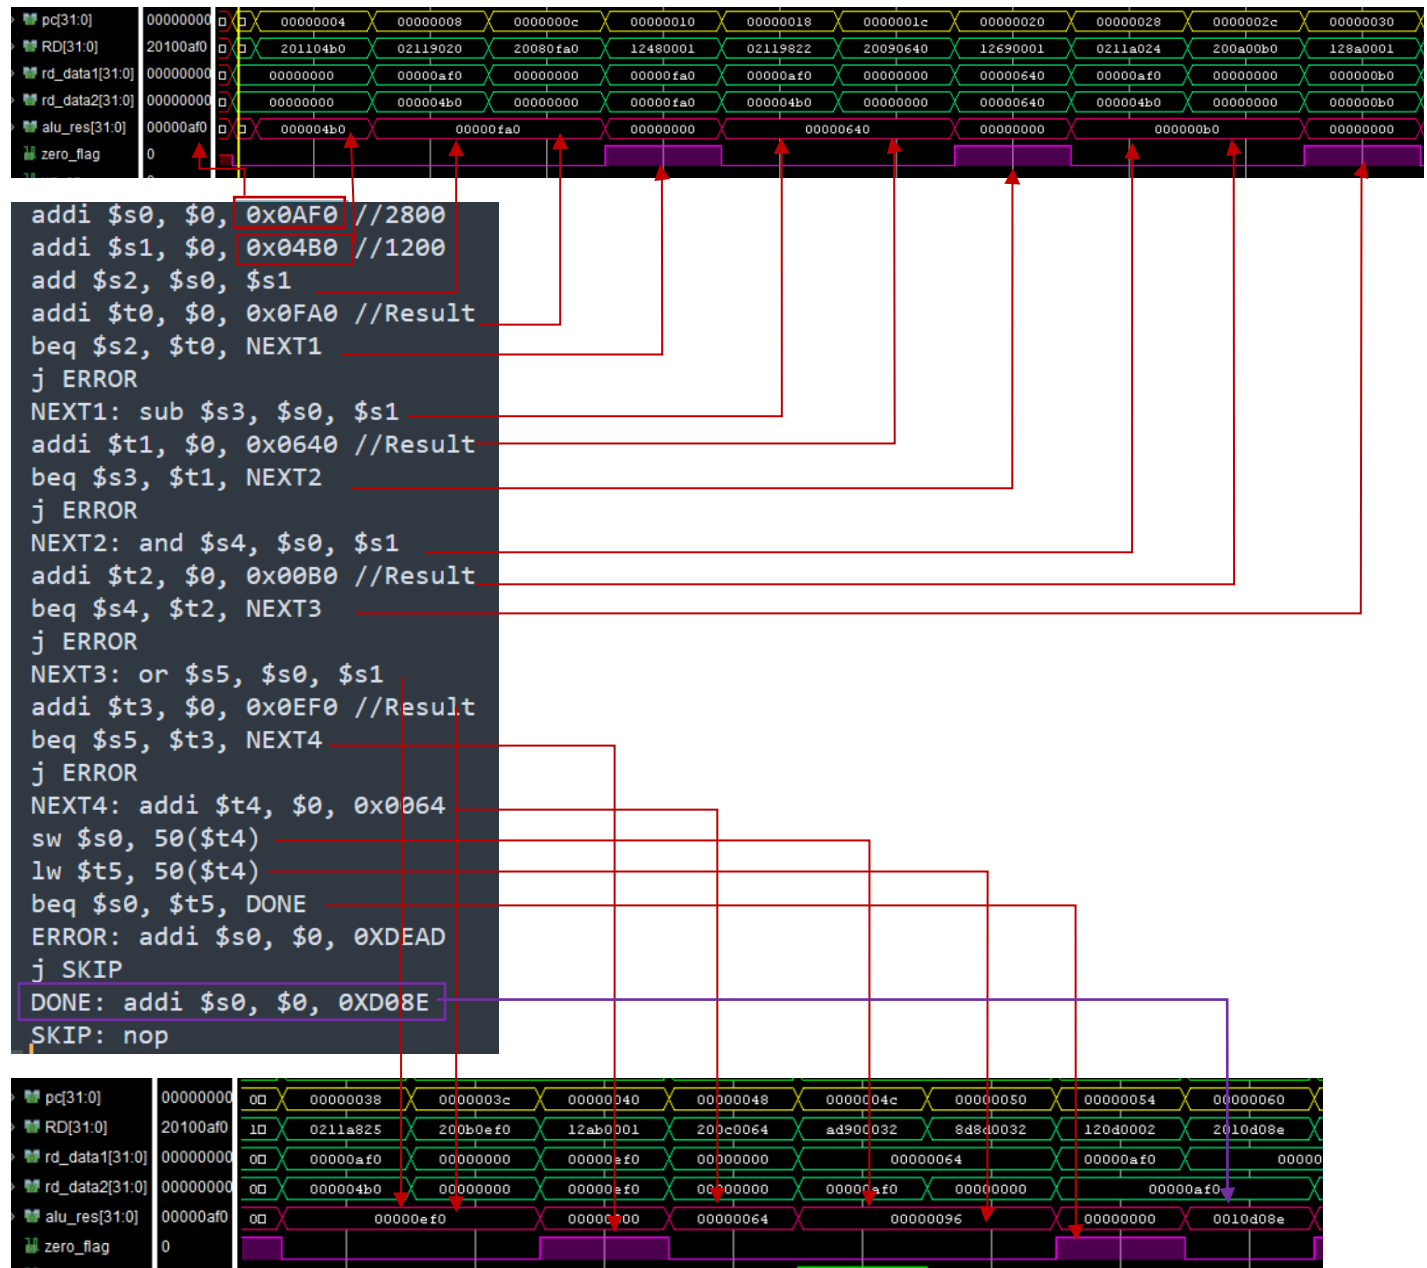 pc[31:0] 00000000 00000004 00000008 0000000c 00000010 00000018 0000001c 00000020 00000028 0000002c 00000030
RD[31:0] 20100af0 201104b0 02119020 20080fa0 12480001 02119822 20090640 12690001 0211a024 200a00b0 128a0001
rd_data1[31:0] 00000000 00000000 00000af0 00000000 00000fa0 00000af0 00000000 00000640 00000af0 00000000 000000b0
rd_data2[31:0] 00000000 00000000 000004b0 00000000 00000fa0 000004b0 00000000 00000640 000004b0 00000000 000000b0
alu_res[31:0] 00000af0 000004b0 00000fa0 00000000 00000640 00000000 000000b0 00000000
zero_flag 0
addi $s0, $0, 0x0AF0 //2800
addi $s1, $0, 0x04B0 //1200
add $s2, $s0, $s1
addi $t0, $0, 0x0FA0 //Result
beq $s2, $t0, NEXT1
j ERROR
NEXT1: sub $s3, $s0, $s1
addi $t1, $0, 0x0640 //Result
beq $s3, $t1, NEXT2
j ERROR
NEXT2: and $s4, $s0, $s1
addi $t2, $0, 0x00B0 //Result
beq $s4, $t2, NEXT3
j ERROR
NEXT3: or $s5, $s0, $s1
addi $t3, $0, 0x0EF0 //Result
beq $s5, $t3, NEXT4
j ERROR
NEXT4: addi $t4, $0, 0x0064
sw $s0, 50($t4)
lw $t5, 50($t4)
beq $s0, $t5, DONE
ERROR: addi $s0, $0, 0XDEAD
j SKIP
DONE: addi $s0, $0, 0XD08E
SKIP: nop
pc[31:0] 00000000 00000038 0000003c 00000040 00000048 0000004c 00000050 00000054 00000060
RD[31:0] 20100af0 0211a825 200b0ef0 12ab0001 200c0064 ad900032 8d8d0032 120d0002 2010d08e
rd_data1[31:0] 00000000 00000af0 00000000 00000ef0 00000000 00000064 00000af0 00000
rd_data2[31:0] 00000000 000004b0 00000000 00000ef0 00000000 00000af0 00000000 00000af0
alu_res[31:0] 00000af0 00000ef0 00000000 00000064 00000096 00000000 0010d08e
zero_flag 0